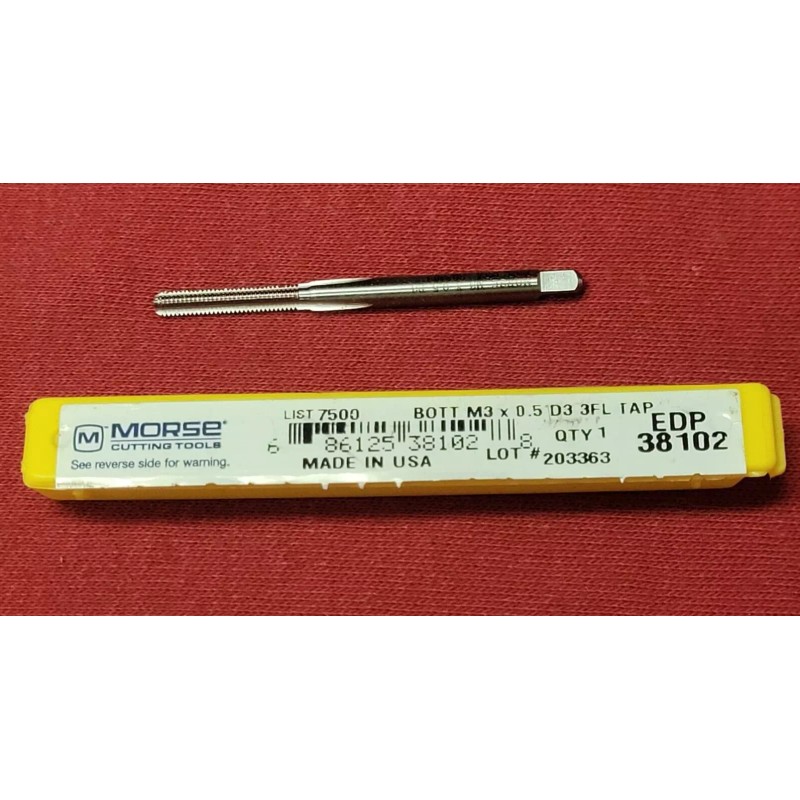 M MORSE®
CUTTING TOOLS
See reverse side for warning.
LIST 7500 BOTT M3 x 0.5 D3 3FL TAP
6 86125 38102 8
QTY 1
MADE IN USA
LOT # 203363
EDP
38102